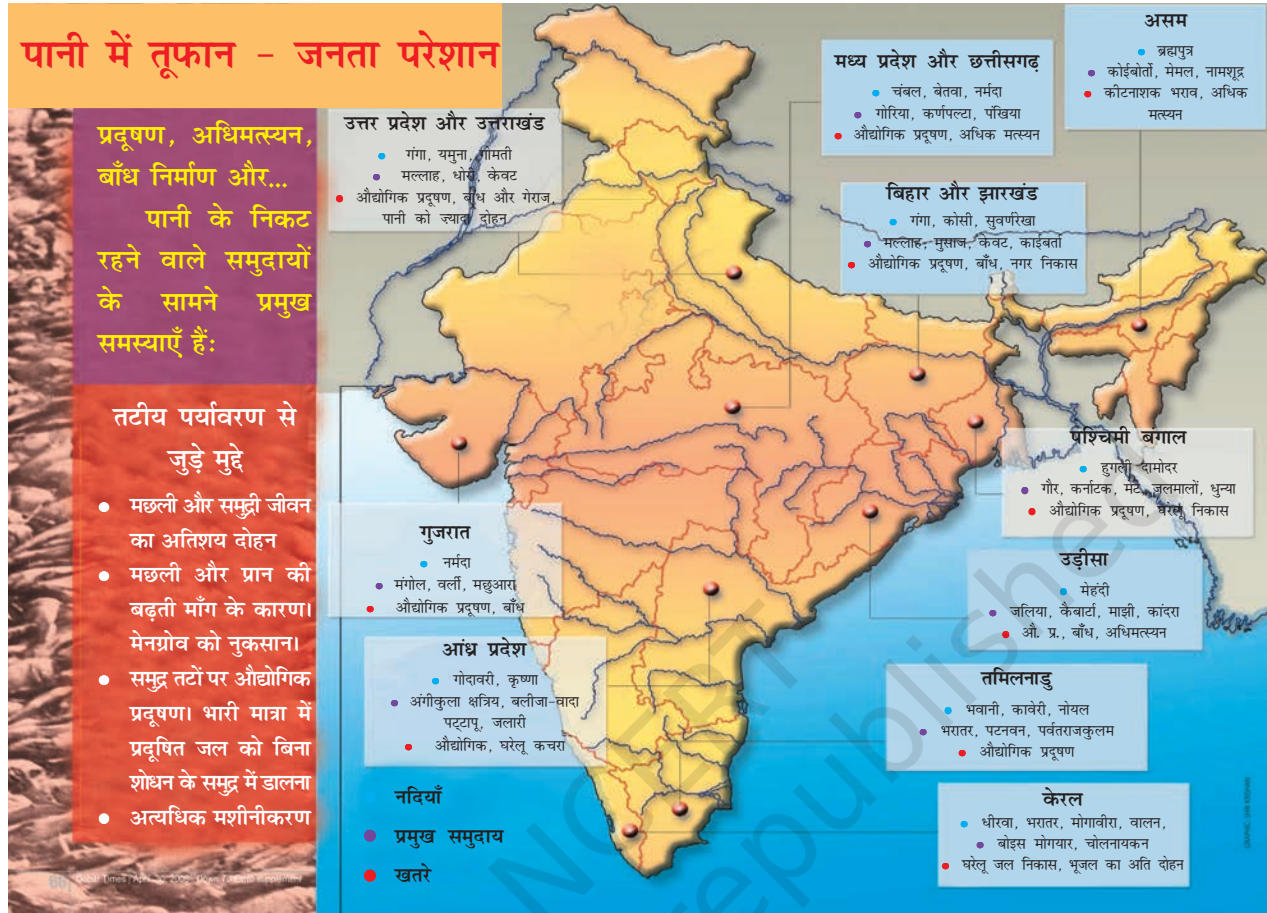 पानी में तूफान - जनता परेशान
प्रदूषण, अधिमत्स्यन,
बाँध निर्माण और...
पानी के निकट
रहने वाले समुदायों
के सामने प्रमुख
समस्याएँ हैं:
तटीय पर्यावरण से
जुड़े मुद्दे
• मछली और समुद्री जीवन
का अतिशय दोहन
• मछली और प्रान की
बढ़ती माँग के कारण।
मेनग्रोव को नुकसान।
• समुद्र तटों पर औद्योगिक
प्रदूषण। भारी मात्रा में
प्रदूषित जल को बिना
शोधन के समुद्र में डालना
• अत्यधिक मशीनीकरण
उत्तर प्रदेश और उत्तराखंड
• गंगा, यमुना, गोमती
• मल्लाह, धोरी, केवट
• औद्योगिक प्रदूषण, बाँध और गेराज,
पानी को ज्यादा दोहन
मध्य प्रदेश और छत्तीसगढ़
• चंबल, बेतवा, नर्मदा
• गोरिया, कर्णपल्टा, पंखिया
• औद्योगिक प्रदूषण, अधिक मत्स्यन
असम
• ब्रह्मपुत्र
• कोईबोर्तो, मेमल, नामशूद्र
• कीटनाशक भराव, अधिक
मत्स्यन
बिहार और झारखंड
• गंगा, कोसी, सुवर्णरेखा
• मल्लाह, मुसाज, केवट, काईबर्ता
• औद्योगिक प्रदूषण, बाँध, नगर निकास
पश्चिमी बगाल
• हुगली दामोदर
• गौर, कर्नाटक, मेटे, जलमालों, धुन्या
• औद्योगिक प्रदूषण, घरेलू निकास
गुजरात
• नर्मदा
• मंगोल, वर्ली, मछुआरा
• औद्योगिक प्रदूषण, बाँध
उड़ीसा
• मेहंदी
• जलिया, कैबार्टा, माझी, कांदरा
• औ. प्र., बाँध, अधिमत्स्यन
आंध्र प्रदेश
• गोदावरी, कृष्णा
• अंगीकुला क्षत्रिय, बलीजा-वादा
पट्टापू, जलारी
• औद्योगिक, घरेलू कचरा
तमिलनाडु
• भवानी, कावेरी, नोयल
• भरातर, पटनवन, पर्वतराजकुलम
• औद्योगिक प्रदूषण
केरल
• धीरवा, भरातर, मोगावीरा, वालन,
• बोइस मोगयार, चोलनायकन
• घरेलू जल निकास, भूजल का अति दोहन
नदियाँ
• प्रमुख समुदाय
• खतरे
republished